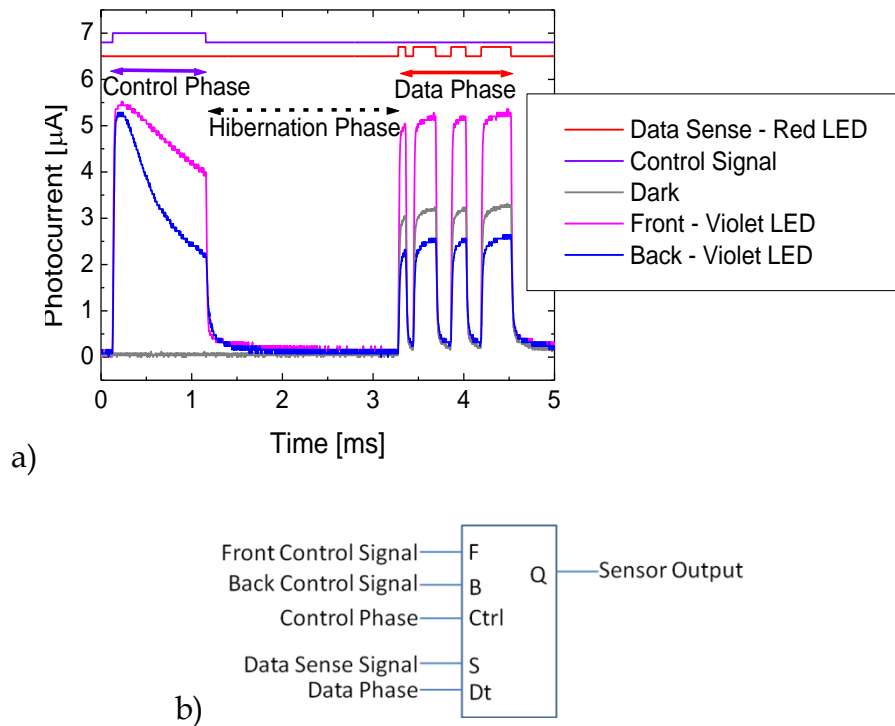 7
6
5
4
3
2
1
0
Photocurrent [µA]
Control Phase
Hibernation Phase
Data Phase
0 1 2 3 4 5
Time [ms]
Data Sense - Red LED
Control Signal
Dark
Front - Violet LED
Back - Violet LED
a)
Front Control Signal F
Back Control Signal B
Control Phase Ctrl
Data Sense Signal S
Data Phase Dt
Q Sensor Output
b)